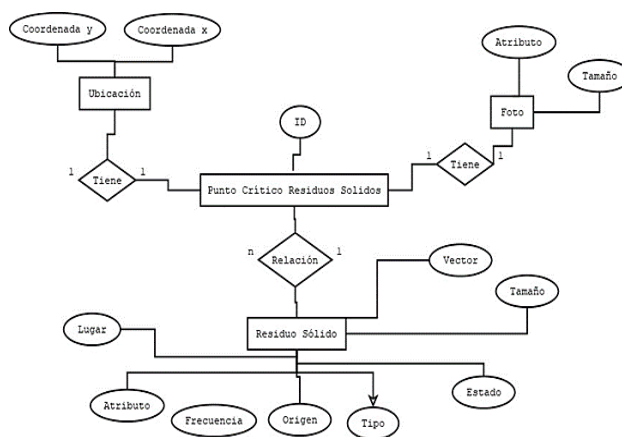 Coordenada y
Coordenada x
Atributo
Tamaño
Ubicación
Foto
ID
1
Tiene
1
1
Tiene
1
Punto Crítico Residuos Solidos
n
Relación
1
Vector
Tamaño
Lugar
Residuo Sólido
Estado
Atributo
Frecuencia
Origen
Tipo